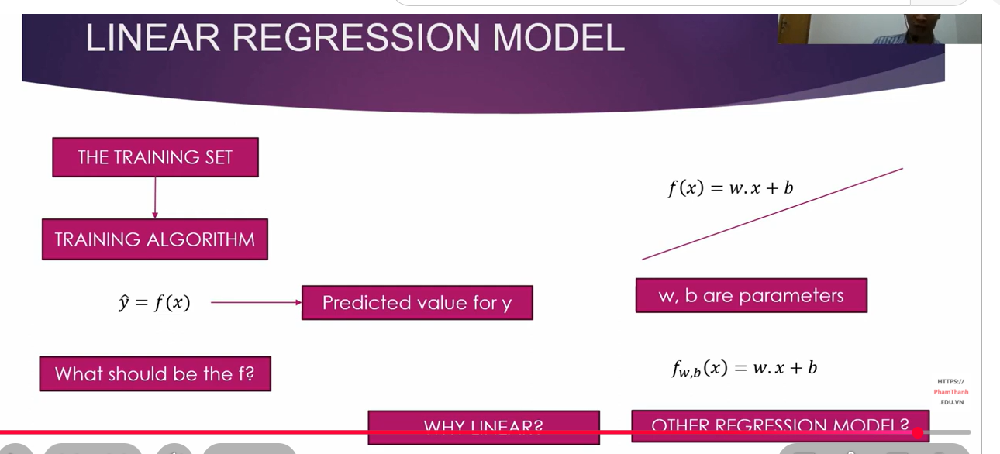 LINEAR REGRESSION MODEL
THE TRAINING SET
TRAINING ALGORITHM
ŷ = f(x)
Predicted value for y
What should be the f?
f(x) = w.x + b
w, b are parameters
f_{w,b}(x) = w.x + b
WHY LINEAR?
OTHER REGRESSION MODEL?
HTTPS://
PhamThanh
.EDU.VN